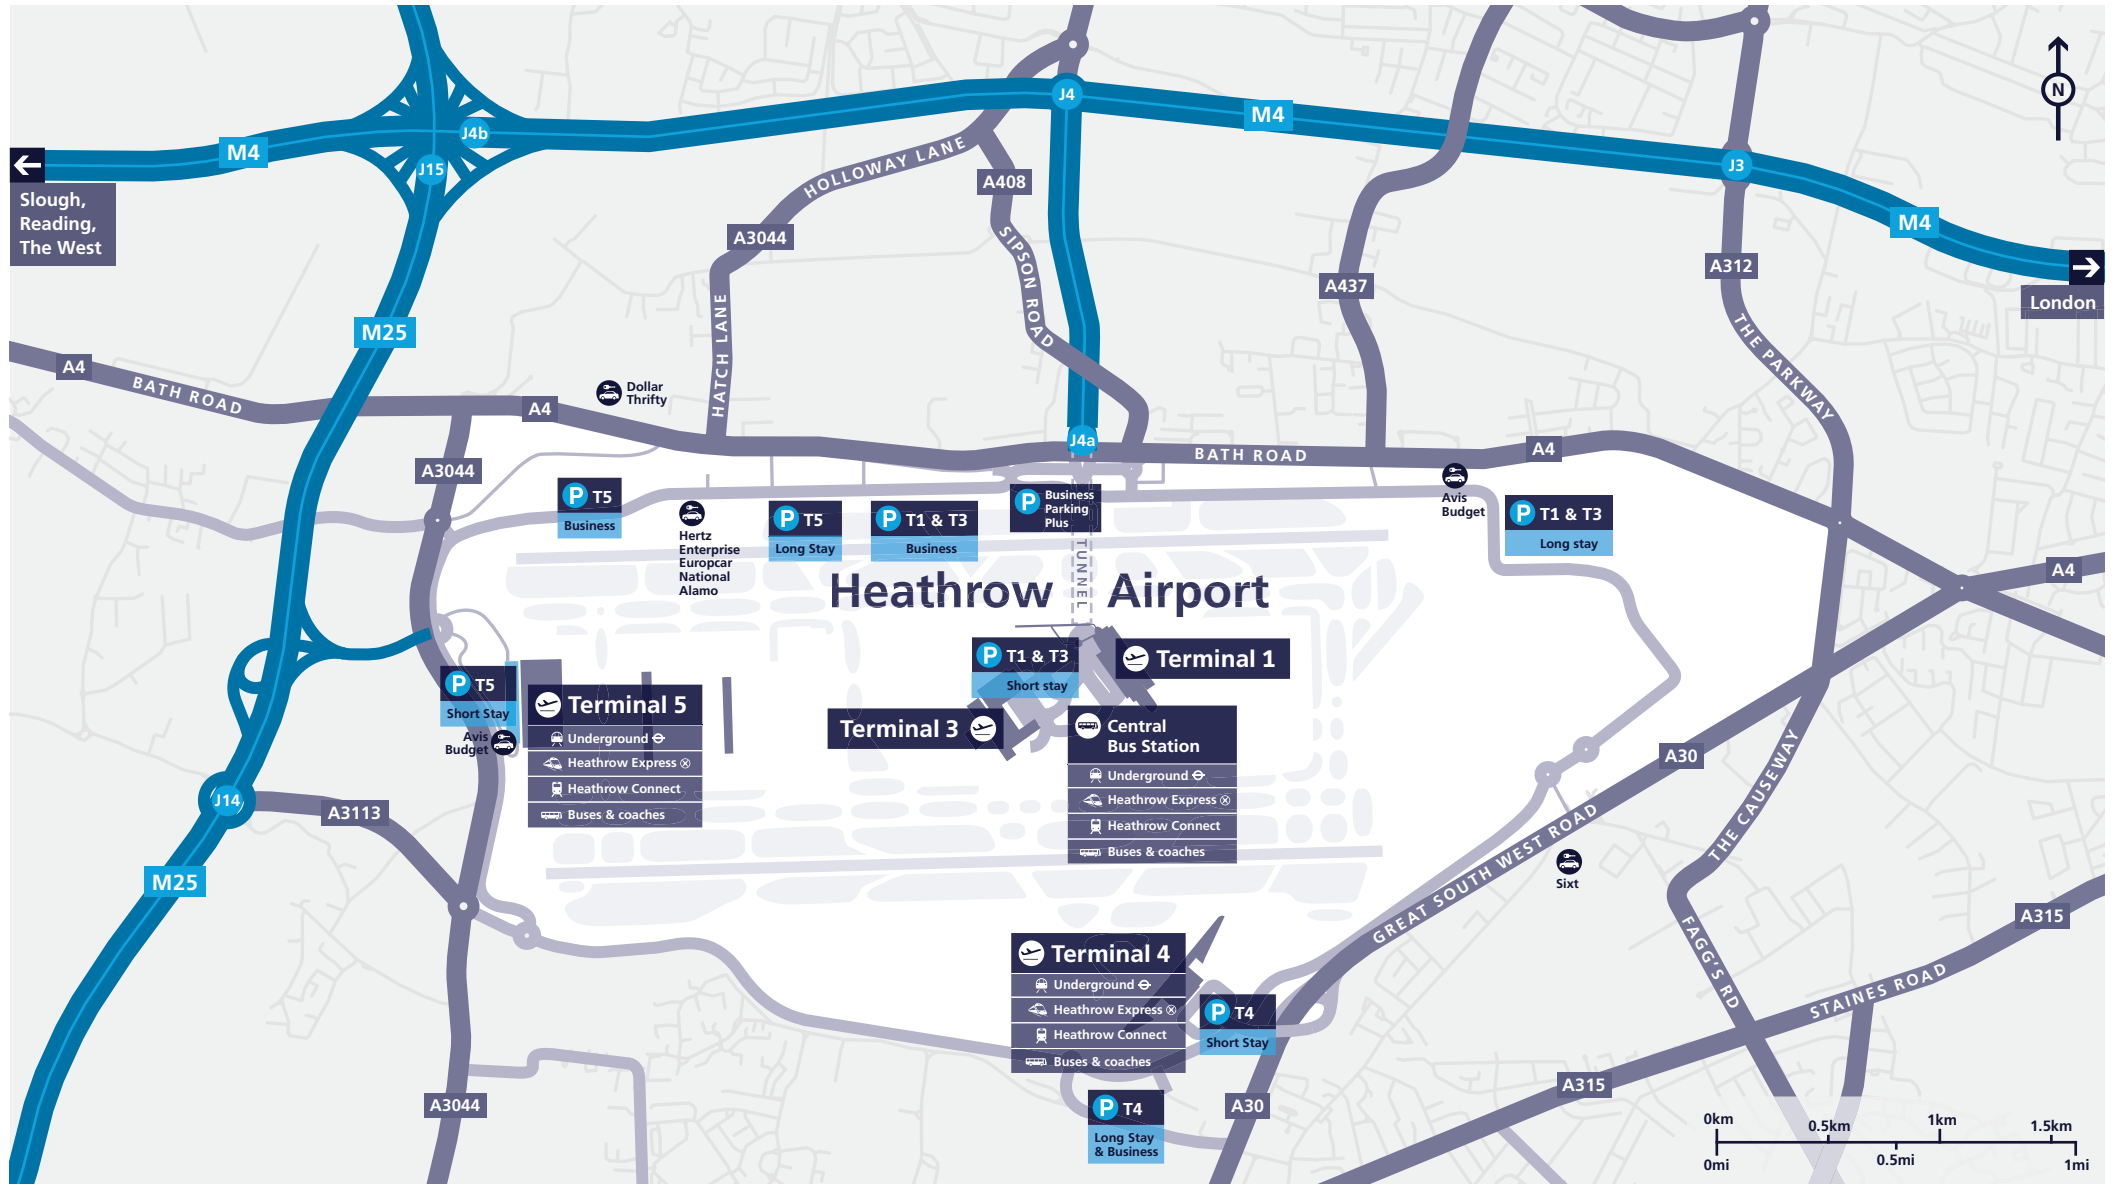 J4
M4
N
J4b
M4
J15
J3
Slough,
Reading,
The West
HOLLOWAY LANE
A408
A3044
M4
SIPSON ROAD
A312
A437
London
M25
HATCH LANE
THE PARKWAY
A4
BATH ROAD
Dollar
Thrifty
A4
J4a
BATH ROAD
A4
A3044
P T5
Business
Hertz
Enterprise
Europcar
National
Alamo
P T5
Long Stay
P T1 & T3
Business
P Business
Parking
Plus
TUNNEL
Avis
Budget
P T1 & T3
Long stay
A4
Heathrow Airport
P T1 & T3
Short stay
Terminal 1
P T5
Short Stay
Avis
Budget
Terminal 5
Underground
Heathrow Express
Heathrow Connect
Buses & coaches
Terminal 3
Central
Bus Station
Underground
Heathrow Express
Heathrow Connect
Buses & coaches
A30
THE CAUSEWAY
J14
A3113
M25
GREAT SOUTH WEST ROAD
Sixt
FAGG'S RD
A315
STAINES ROAD
Terminal 4
Underground
Heathrow Express
Heathrow Connect
Buses & coaches
P T4
Short Stay
A3044
P T4
Long Stay
& Business
A30
A315
0km
0.5km
1km
1.5km
0mi
0.5mi
1mi